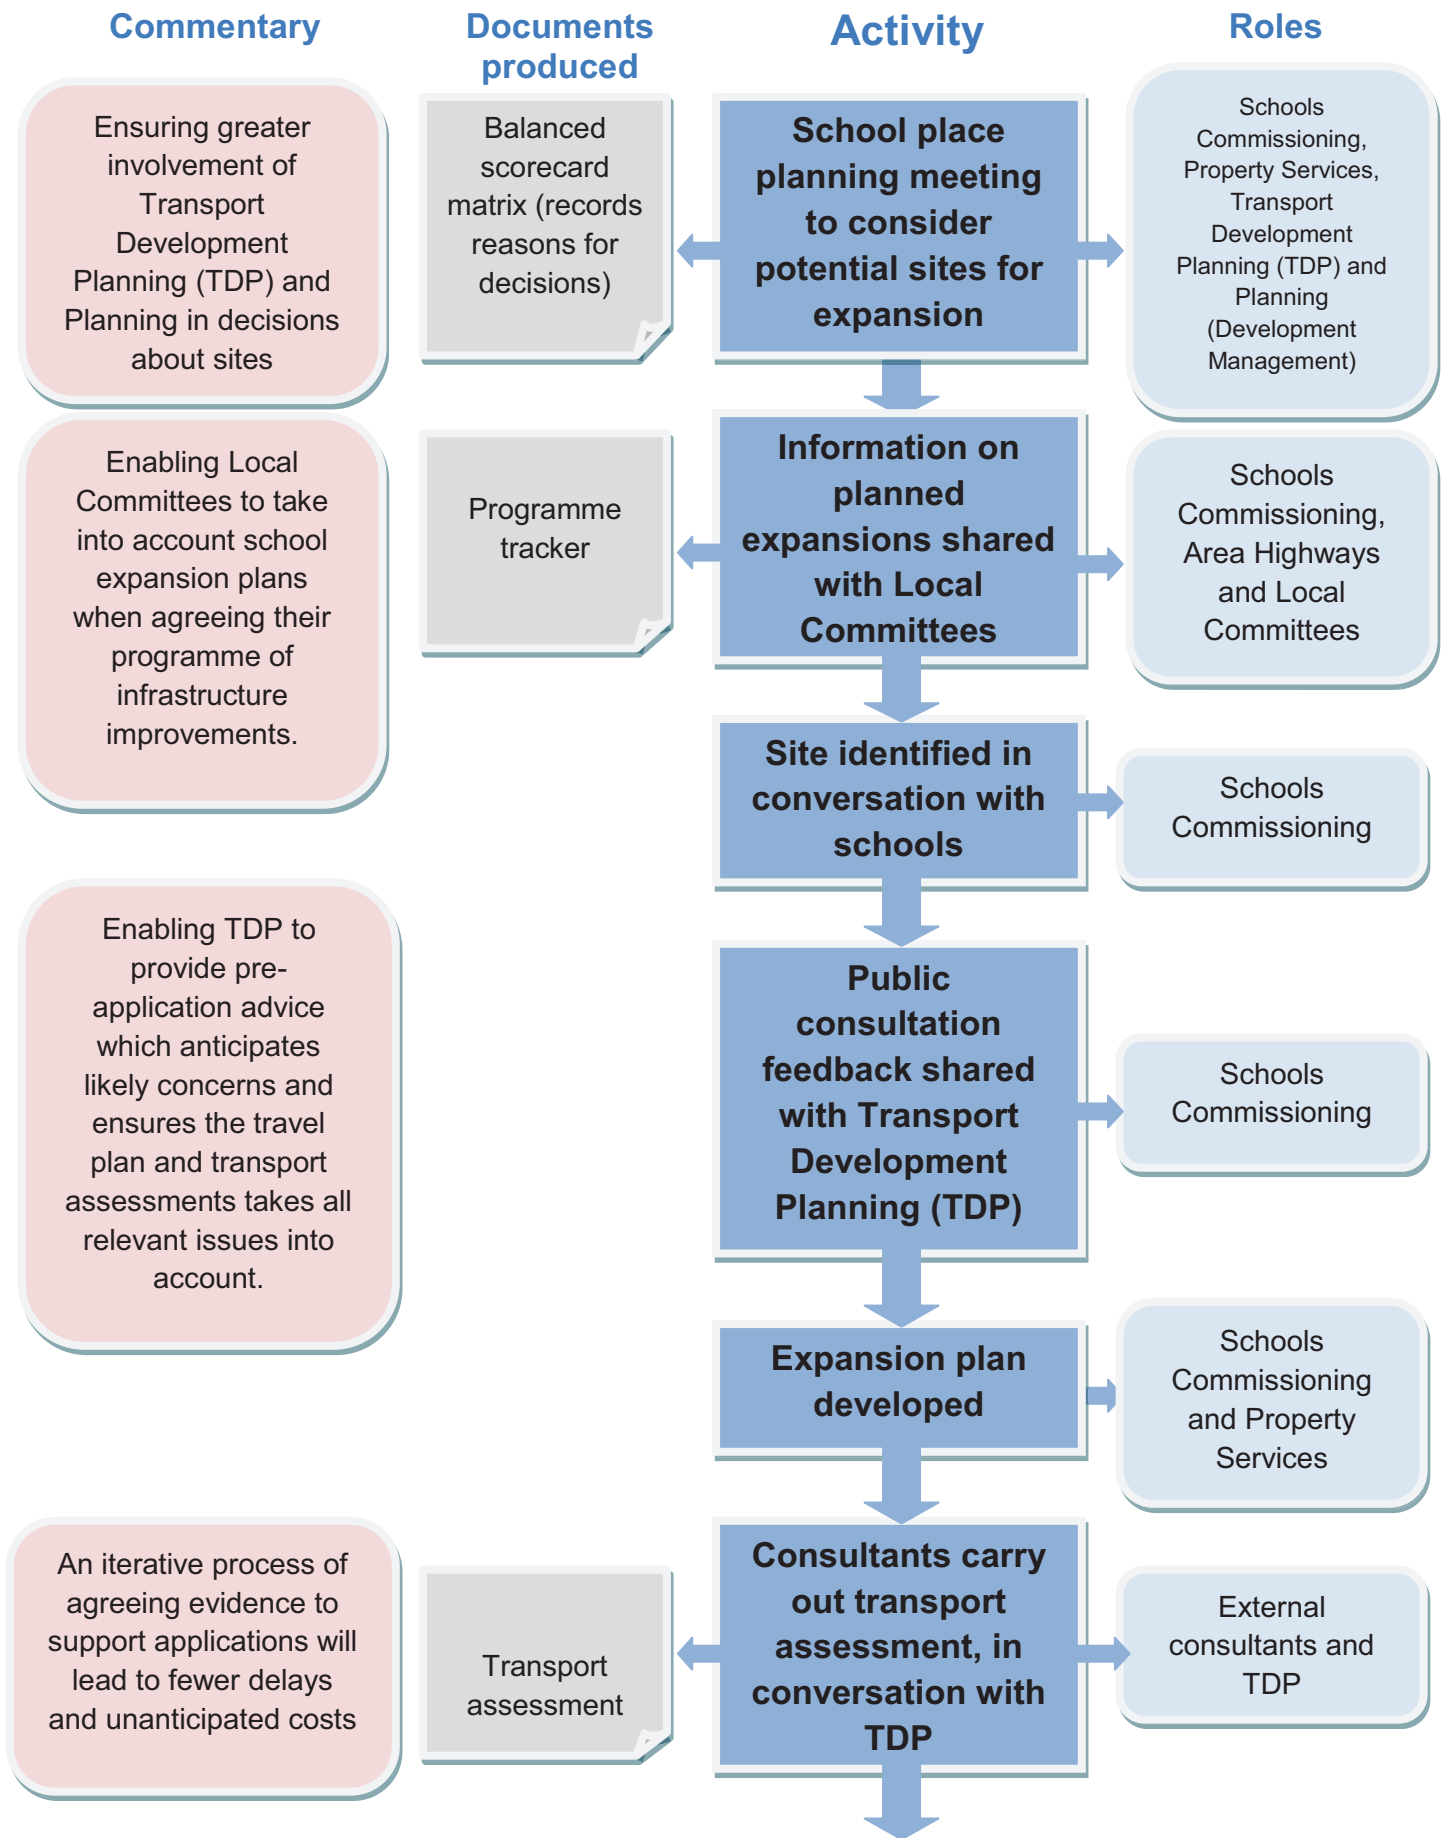 Commentary
Documents
produced
Activity
Roles
Ensuring greater
involvement of
Transport
Development
Planning (TDP) and
Planning in decisions
about sites
Balanced
scorecard
matrix (records
reasons for
decisions)
School place
planning meeting
to consider
potential sites for
expansion
Schools
Commissioning,
Property Services,
Transport
Development
Planning (TDP) and
Planning
(Development
Management)
Enabling Local
Committees to take
into account school
expansion plans
when agreeing their
programme of
infrastructure
improvements.
Programme
tracker
Information on
planned
expansions shared
with Local
Committees
Schools
Commissioning,
Area Highways
and Local
Committees
Site identified in
conversation with
schools
Schools
Commissioning
Enabling TDP to
provide pre-
application advice
which anticipates
likely concerns and
ensures the travel
plan and transport
assessments takes all
relevant issues into
account.
Public
consultation
feedback shared
with Transport
Development
Planning (TDP)
Schools
Commissioning
Expansion plan
developed
Schools
Commissioning
and Property
Services
An iterative process of
agreeing evidence to
support applications will
lead to fewer delays
and unanticipated costs
Transport
assessment
Consultants carry
out transport
assessment, in
conversation with
TDP
External
consultants and
TDP